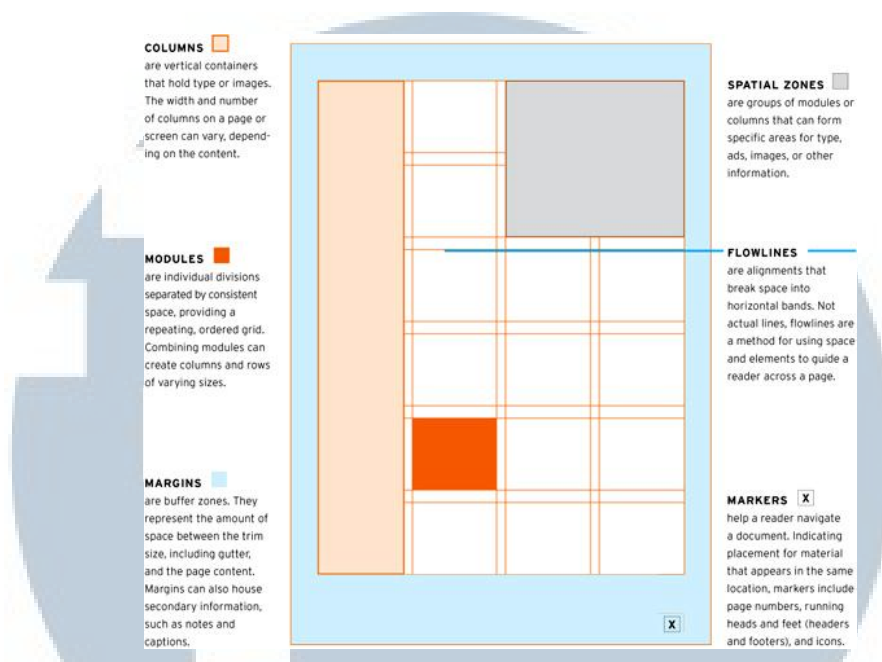 COLUMNS
are vertical containers
that hold type or images.
The width and number
of columns on a page or
screen can vary, depend-
ing on the content.
MODULES
are individual divisions
separated by consistent
space, providing a
repeating, ordered grid.
Combining modules can
create columns and rows
of varying sizes.
MARGINS
are buffer zones. They
represent the amount of
space between the trim
size, including gutter,
and the page content.
Margins can also house
secondary information,
such as notes and
captions.
X
SPATIAL ZONES
are groups of modules or
columns that can form
specific areas for type,
ads, images, or other
information.
FLOWLINES
are alignments that
break space into
horizontal bands. Not
actual lines, flowlines are
a method for using space
and elements to guide a
reader across a page.
MARKERS X
help a reader navigate
a document. Indicating
placement for material
that appears in the same
location, markers include
page numbers, running
heads and feet (headers
and footers), and icons.